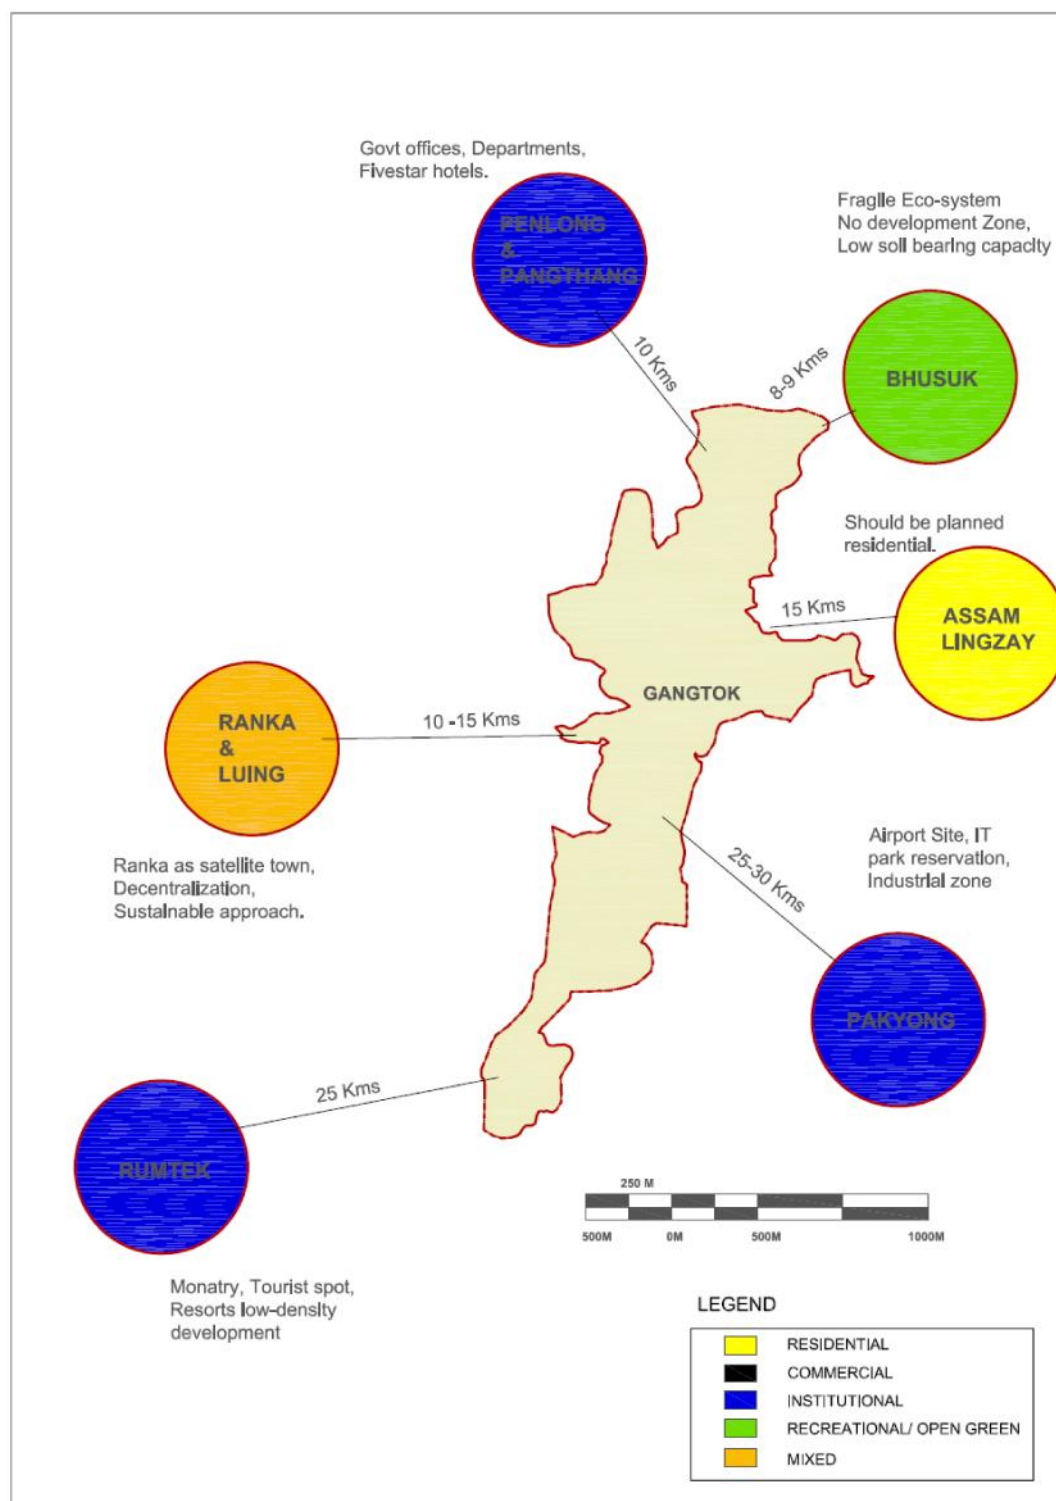 Govt offices, Departments,
Fivestar hotels.
PENLONG
&
PANGTHANG
10 Kms
Fragile Eco-system
No development Zone,
Low soil bearing capacity
8-9 Kms
BHUSUK
Should be planned
residential.
15 Kms
ASSAM
LINGZAY
GANGTOK
RANKA
&
LUING
10 -15 Kms
Ranka as satellite town,
Decentralization,
Sustainable approach.
Airport Site, IT
park reservation,
Industrial zone
25-30 Kms
PAKYONG
25 Kms
RUMTEK
Monatry, Tourist spot,
Resorts low-density
development
250 M
500M 0M 500M 1000M
LEGEND
RESIDENTIAL
COMMERCIAL
INSTITUTIONAL
RECREATIONAL/ OPEN GREEN
MIXED